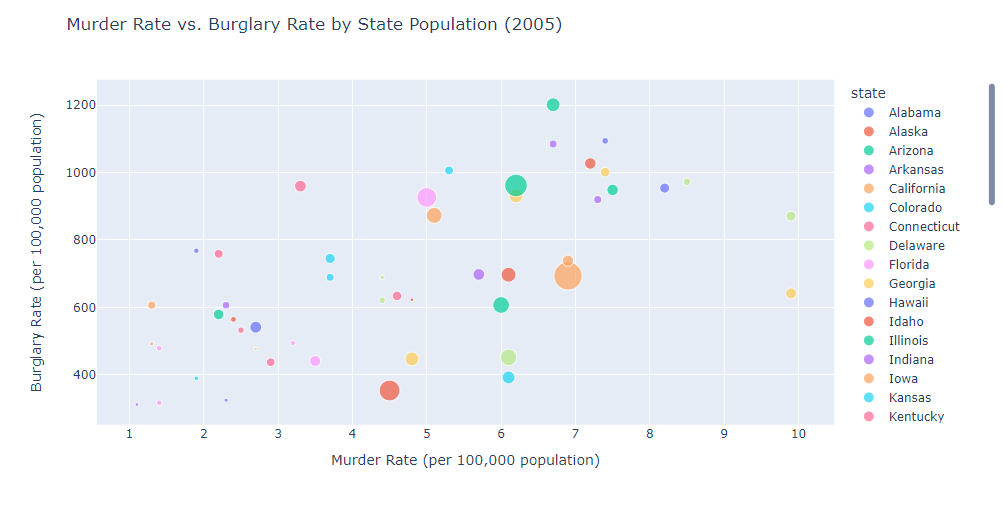 Murder Rate vs. Burglary Rate by State Population (2005)
state
Alabama
Alaska
Arizona
Arkansas
California
Colorado
Connecticut
Delaware
Florida
Georgia
Hawaii
Idaho
Illinois
Indiana
Iowa
Kansas
Kentucky
Burglary Rate (per 100,000 population)
1200
1000
800
600
400
1 2 3 4 5 6 7 8 9 10
Murder Rate (per 100,000 population)